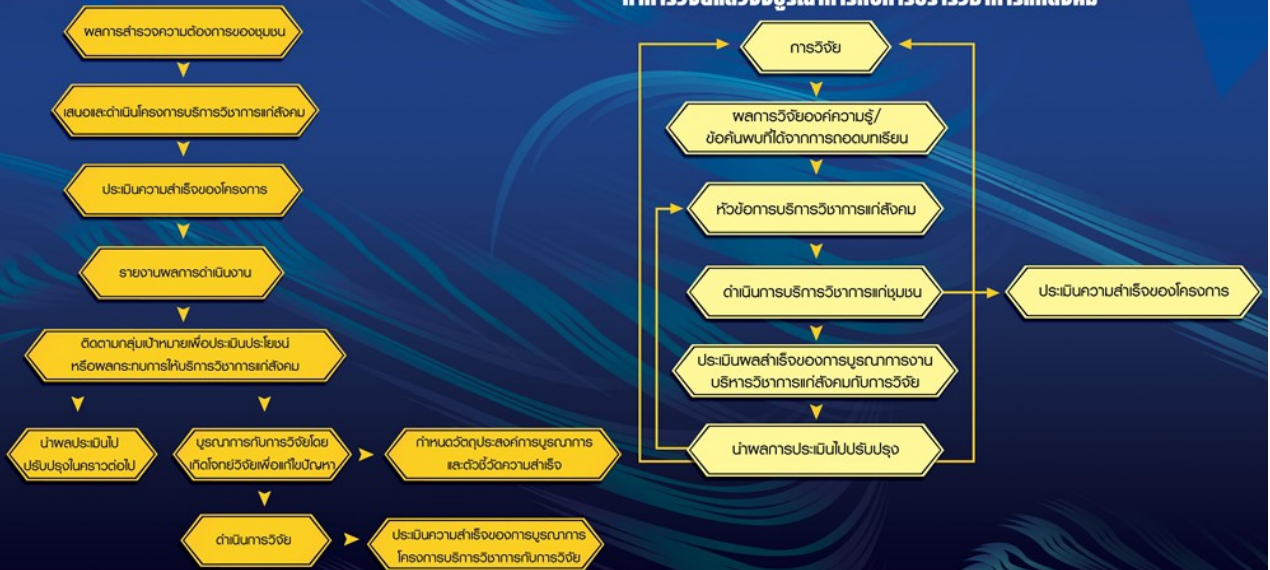 ผลการสำรวจความต้องการของชุมชน
เสนอและดำเนินโครงการบริการวิชาการแก่สังคม
ประเมินความสำเร็จของโครงการ
รายงานผลการดำเนินงาน
ติดตามกลุ่มเป้าหมายเพื่อประเมินประโยชน์
หรือผลกระทบการให้บริการวิชาการแก่สังคม
นำผลประเมินไป
ปรับปรุงในคราวต่อไป
บูรณาการกับการวิจัยโดย
เกิดโจทย์วิจัยเพื่อแก้ไขปัญหา
กำหนดวัตถุประสงค์การบูรณาการ
และตัวชี้วัดความสำเร็จ
ดำเนินการวิจัย
ประเมินความสำเร็จของการบูรณาการ
โครงการบริการวิชาการกับการวิจัย
การวิจัย
ผลการวิจัยองค์ความรู้/
ข้อค้นพบที่ได้จากการถอดบทเรียน
หัวข้อการบริการวิชาการแก่สังคม
ดำเนินการบริการวิชาการแก่ชุมชน
ประเมินความสำเร็จของโครงการ
ประเมินผลสำเร็จของการบูรณาการงาน
บริหารวิชาการแก่สังคมกับการวิจัย
นำผลการประเมินไปปรับปรุง